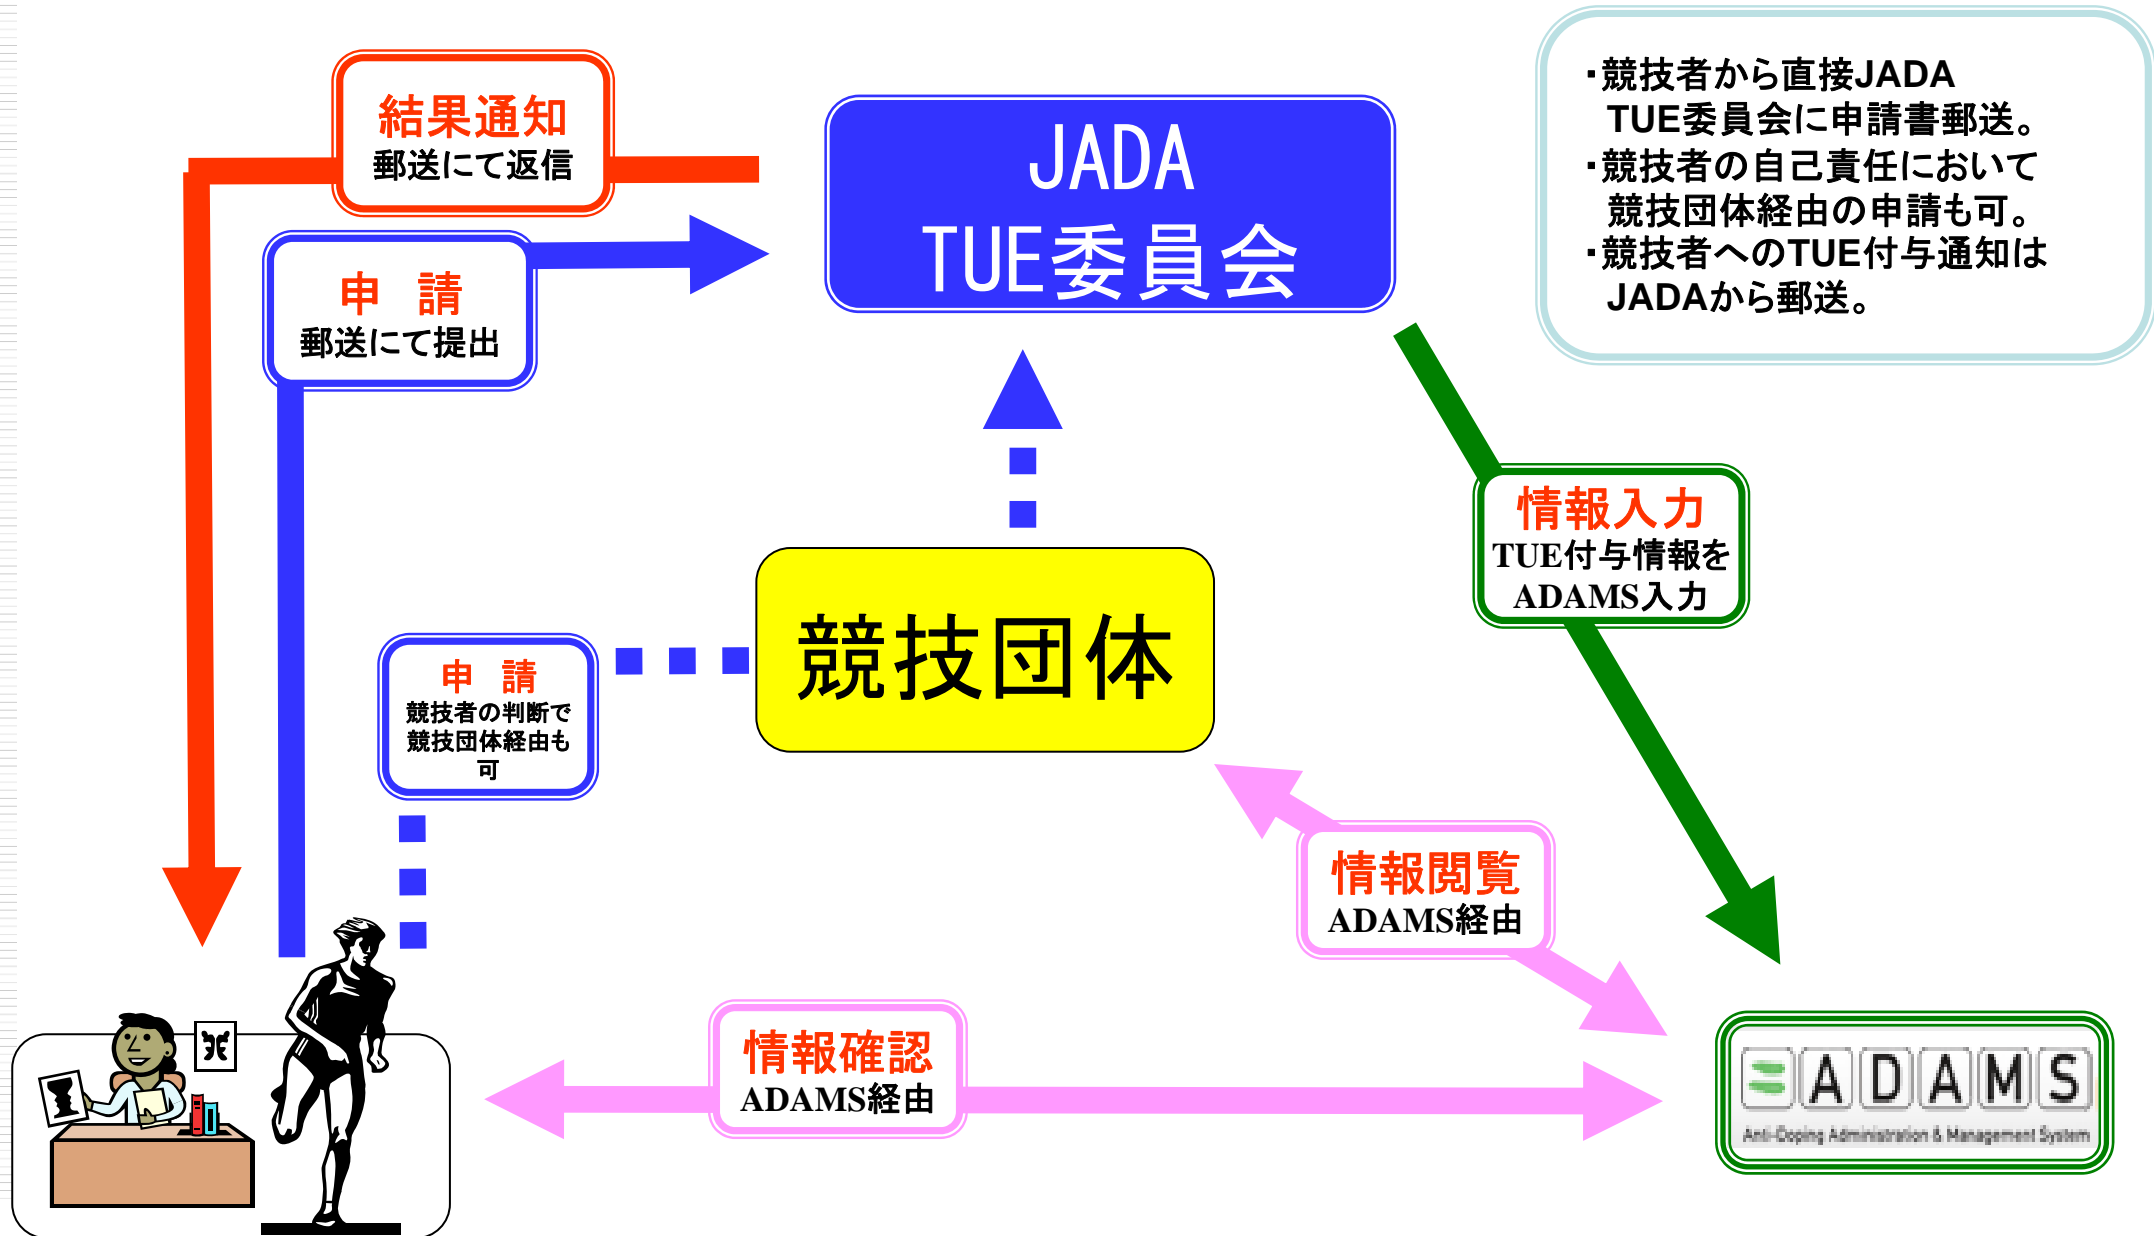 結果通知
郵送にて返信
申　請
郵送にて提出
JADA
TUE委員会
・競技者から直接JADA
TUE委員会に申請書郵送。
・競技者の自己責任において
競技団体経由の申請も可。
・競技者へのTUE付与通知は
JADAから郵送。
情報入力
TUE付与情報を
ADAMS入力
競技団体
申　請
競技者の判断で
競技団体経由も
可
情報閲覧
ADAMS経由
情報確認
ADAMS経由
ADAMS
Anti-Doping Administration & Management System